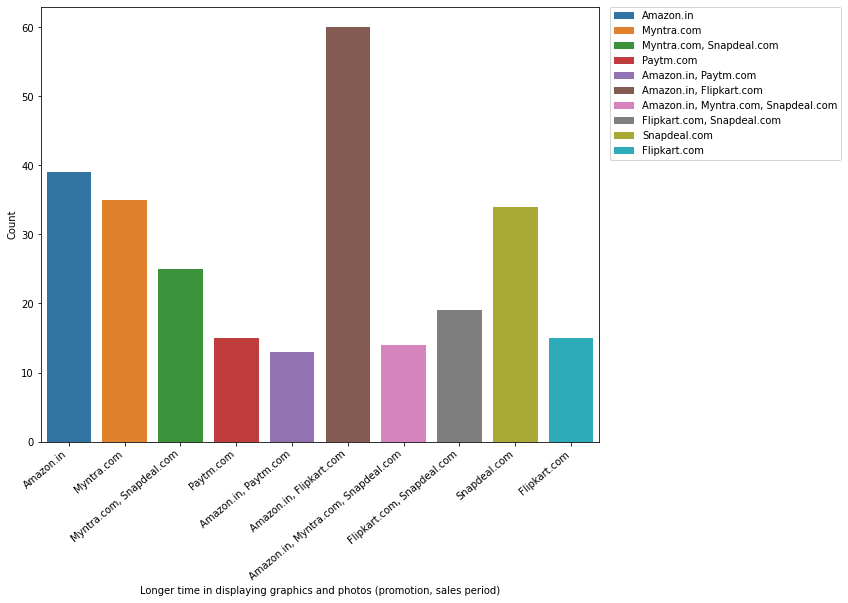 60
50
40
30
20
10
0
Count
Amazon.in
Myntra.com
Myntra.com, Snapdeal.com
Paytm.com
Amazon.in, Paytm.com
Amazon.in, Flipkart.com
Amazon.in, Myntra.com, Snapdeal.com
Flipkart.com, Snapdeal.com
Snapdeal.com
Flipkart.com
Longer time in displaying graphics and photos (promotion, sales period)
Amazon.in
Myntra.com
Myntra.com, Snapdeal.com
Paytm.com
Amazon.in, Paytm.com
Amazon.in, Flipkart.com
Amazon.in, Myntra.com, Snapdeal.com
Flipkart.com, Snapdeal.com
Snapdeal.com
Flipkart.com